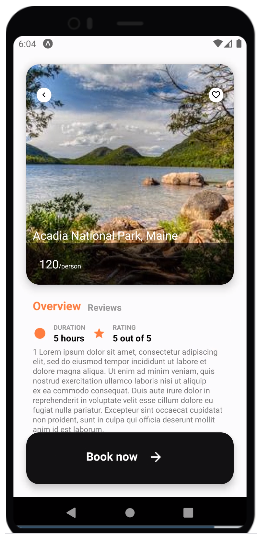 6:04
Acadia National Park, Maine
120/person
Overview Reviews
DURATION RATING
5 hours 5 out of 5
1 Lorem ipsum dolor sit amet, consectetur adipiscing
elit, sed do eiusmod tempor incididunt ut labore et
dolore magna aliqua. Ut enim ad minim veniam, quis
nostrud exercitation ullamco laboris nisi ut aliquip
ex ea commodo consequat. Duis aute irure dolor in
reprehenderit in voluptate velit esse cillum dolore eu
fugiat nulla pariatur. Excepteur sint occaecat cupidatat
non proident, sunt in culpa qui officia deserunt mollit
anim id est laborum.
Book now